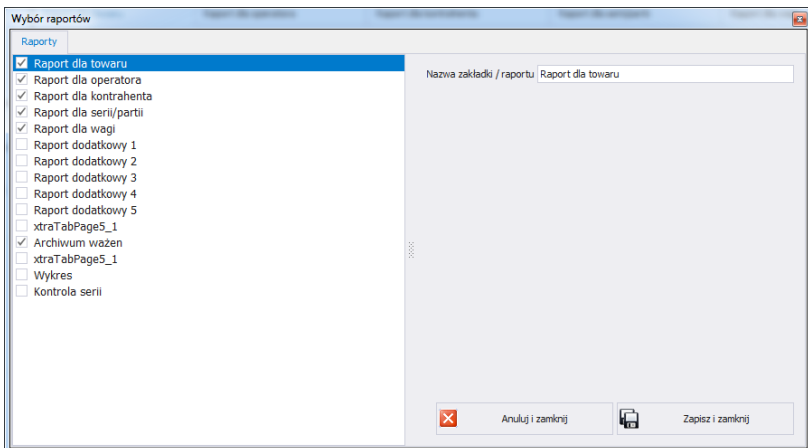 Wybór raportów
Raporty
Raport dla towaru
Raport dla operatora
Raport dla kontrahenta
Raport dla serii/partii
Raport dla wagi
Raport dodatkowy 1
Raport dodatkowy 2
Raport dodatkowy 3
Raport dodatkowy 4
Raport dodatkowy 5
xtraTabPage5_1
Archiwum ważen
xtraTabPage5_1
Wykres
Kontrola serii
Nazwa zakładki / raportu Raport dla towaru
Anuluj i zamknij Zapisz i zamknij